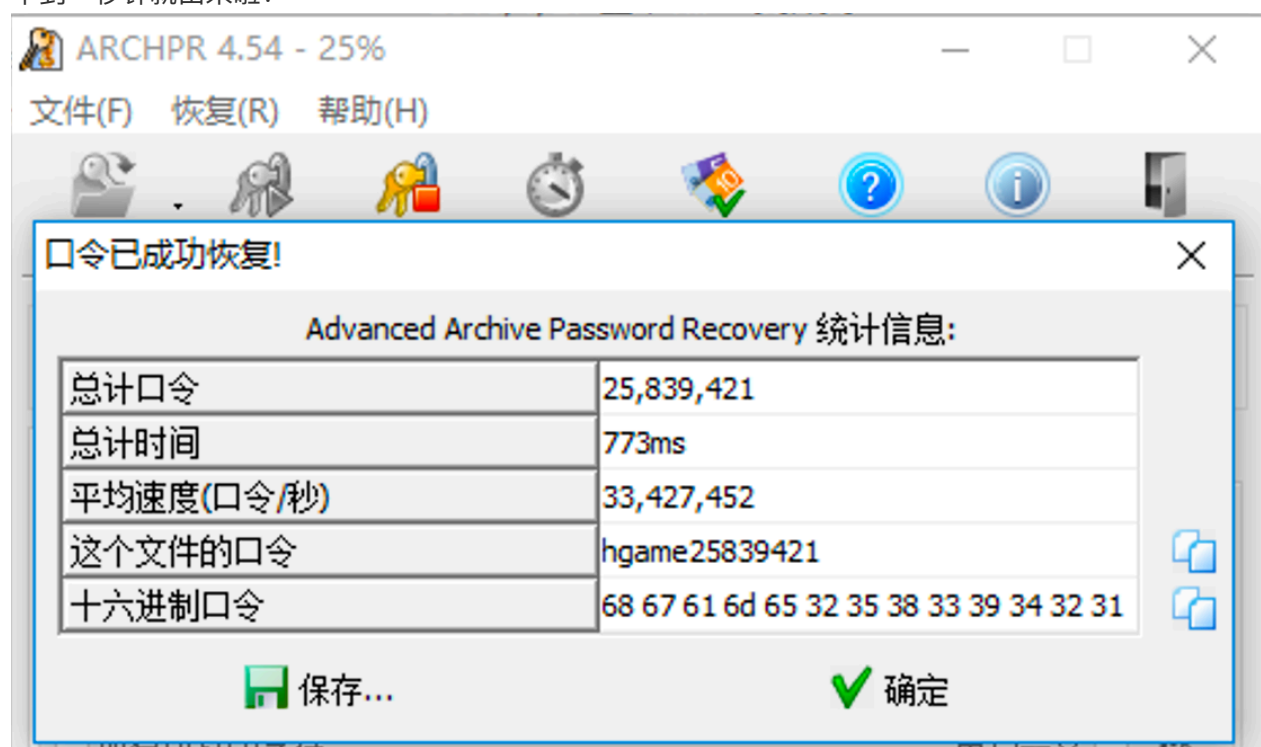 ARCHPR 4.54 - 25%
文件(F) 恢复(R) 帮助(H)
口令已成功恢复!
Advanced Archive Password Recovery 统计信息:
总计口令 25,839,421
总计时间 773ms
平均速度(口令/秒) 33,427,452
这个文件的口令 hgame25839421
十六进制口令 68 67 61 6d 65 32 35 38 33 39 34 32 31
保存... 确定